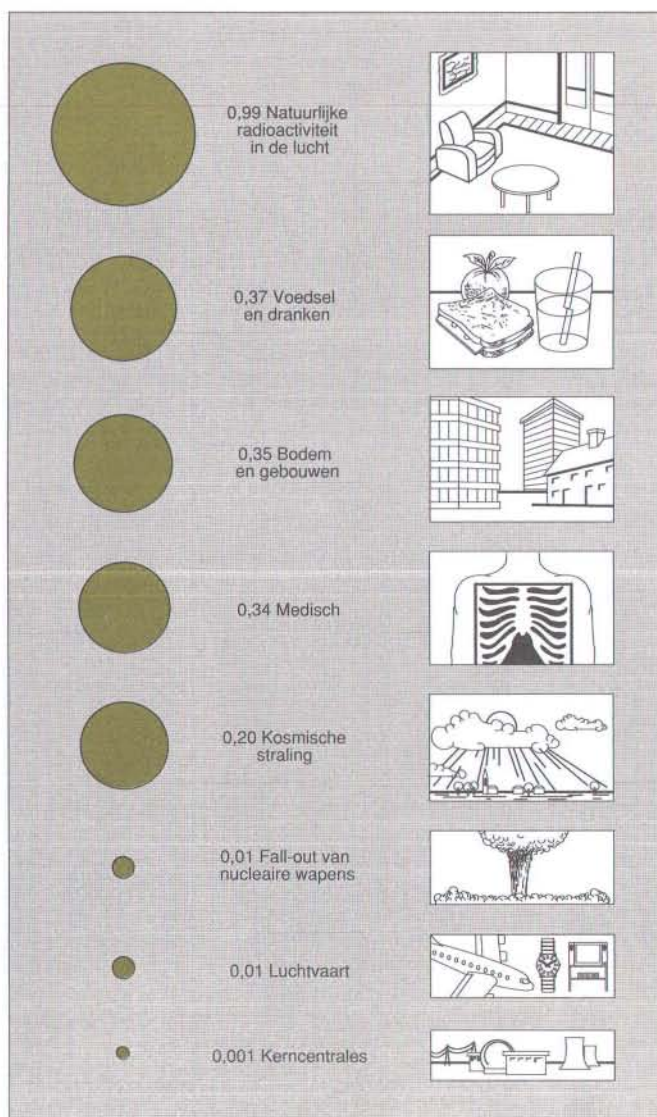 0,99 Natuurlijke
radioactiviteit
in de lucht
0,37 Voedsel
en dranken
0,35 Bodem
en gebouwen
0,34 Medisch
0,20 Kosmische
straling
0,01 Fall-out van
nucleaire wapens
0,01 Luchtvaart
0,001 Kerncentrales